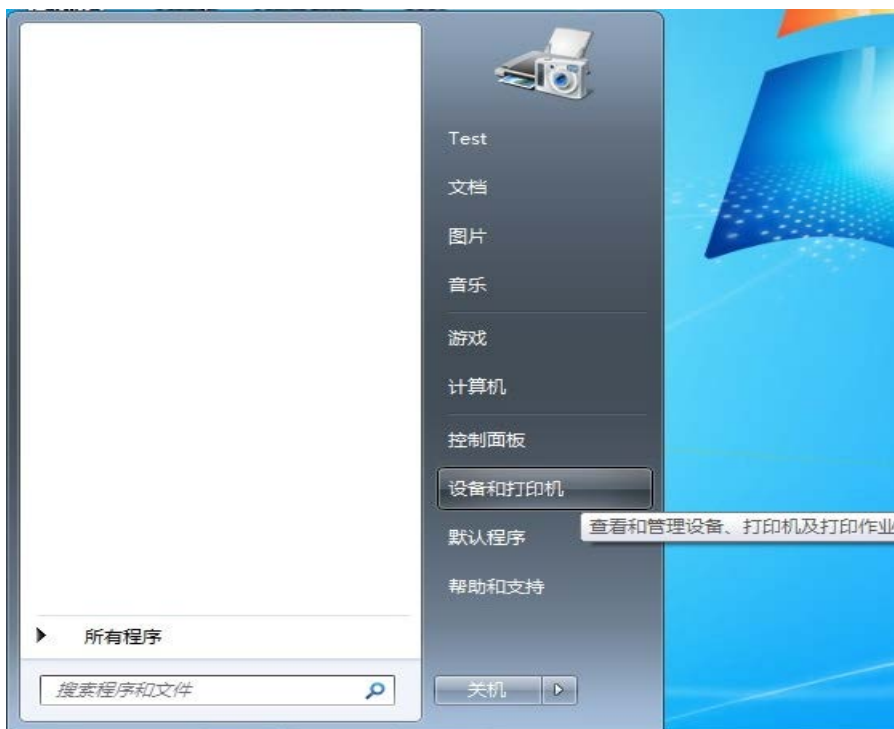 Test
文档
图片
音乐
游戏
计算机
控制面板
设备和打印机
查看和管理设备、打印机及打印作业
默认程序
帮助和支持
所有程序
搜索程序和文件
关机